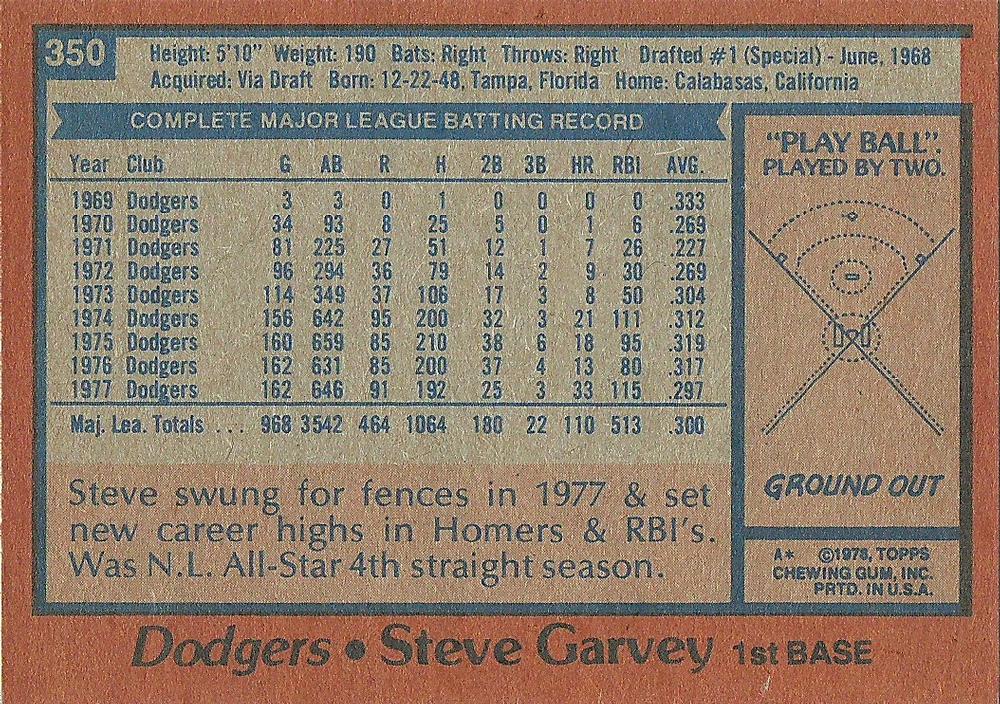 350
Height: 5'10" Weight: 190 Bats: Right Throws: Right Drafted #1 (Special) - June, 1968
Acquired: Via Draft Born: 12-22-48, Tampa, Florida Home: Calabasas, California
COMPLETE MAJOR LEAGUE BATTING RECORD
Year Club G AB R H 2B 3B HR RBI AVG.
1969 Dodgers 3 3 0 1 0 0 0 0 .333
1970 Dodgers 34 93 8 25 5 0 1 6 .269
1971 Dodgers 81 225 27 51 12 1 7 26 .227
1972 Dodgers 96 294 36 79 14 2 9 30 .269
1973 Dodgers 114 349 37 106 17 3 8 50 .304
1974 Dodgers 156 642 95 200 32 3 21 111 .312
1975 Dodgers 160 659 85 210 38 6 18 95 .319
1976 Dodgers 162 631 85 200 37 4 13 80 .317
1977 Dodgers 162 646 91 192 25 3 33 115 .297
Maj. Lea. Totals ... 968 3542 464 1064 180 22 110 513 .300
Steve swung for fences in 1977 & set
new career highs in Homers & RBI's.
Was N.L. All-Star 4th straight season.
"PLAY BALL".
PLAYED BY TWO.
GROUND OUT
A* ©1978, TOPPS
CHEWING GUM, INC.
PRTD. IN U.S.A.
Dodgers • Steve Garvey 1st BASE